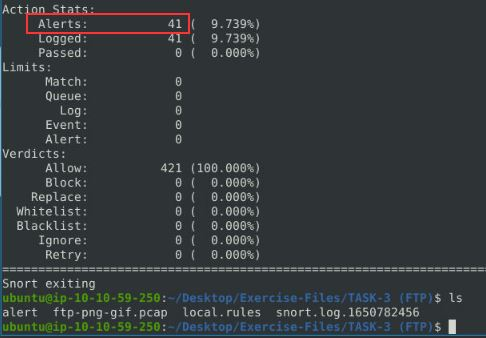 Action Stats:
Alerts: 41 ( 9.739%)
Logged: 41 ( 9.739%)
Passed: 0 ( 0.000%)
Limits:
Match: 0
Queue: 0
Log: 0
Event: 0
Alert: 0
Verdicts:
Allow: 421 (100.000%)
Block: 0 ( 0.000%)
Replace: 0 ( 0.000%)
Whitelist: 0 ( 0.000%)
Blacklist: 0 ( 0.000%)
Ignore: 0 ( 0.000%)
Retry: 0 ( 0.000%)
===============================================================================
Snort exiting
ubuntu@ip-10-10-59-250:~/Desktop/Exercise-Files/TASK-3 (FTP)$ ls
alert ftp-png-gif.pcap local.rules snort.log.1650782456
ubuntu@ip-10-10-59-250:~/Desktop/Exercise-Files/TASK-3 (FTP)$